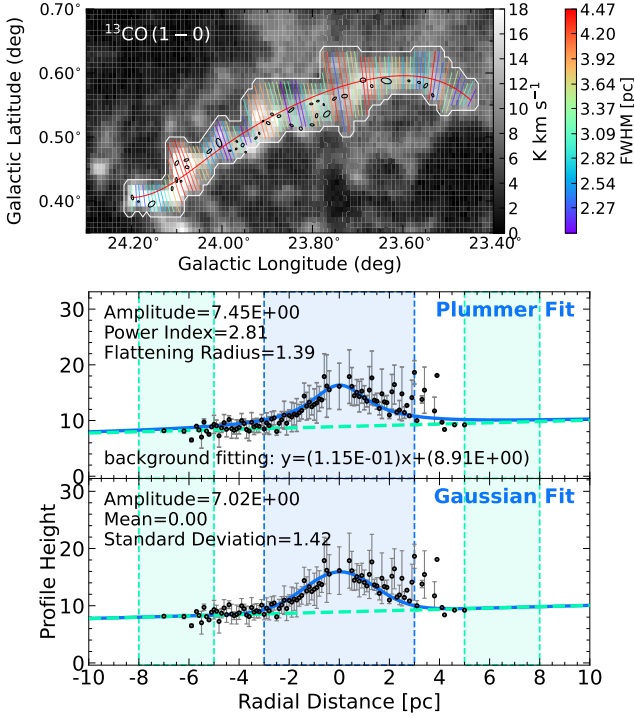 0.70°
0.60°
0.50°
0.40°
Galactic Latitude (deg)
¹³CO (1−0)
24.20° 24.00° 23.80° 23.60° 23.40°
Galactic Longitude (deg)
18
16
14
12
10
8
6
4
2
0
K km s⁻¹
4.47
4.20
3.92
3.64
3.37
3.09
2.82
2.54
2.27
FWHM [pc]
30
20
10
0
Amplitude=7.45E+00
Power Index=2.81
Flattening Radius=1.39
Plummer Fit
background fitting: y=(1.15E-01)x+(8.91E+00)
30
20
10
0
Amplitude=7.02E+00
Mean=0.00
Standard Deviation=1.42
Gaussian Fit
Profile Height
-10 -8 -6 -4 -2 0 2 4 6 8 10
Radial Distance [pc]